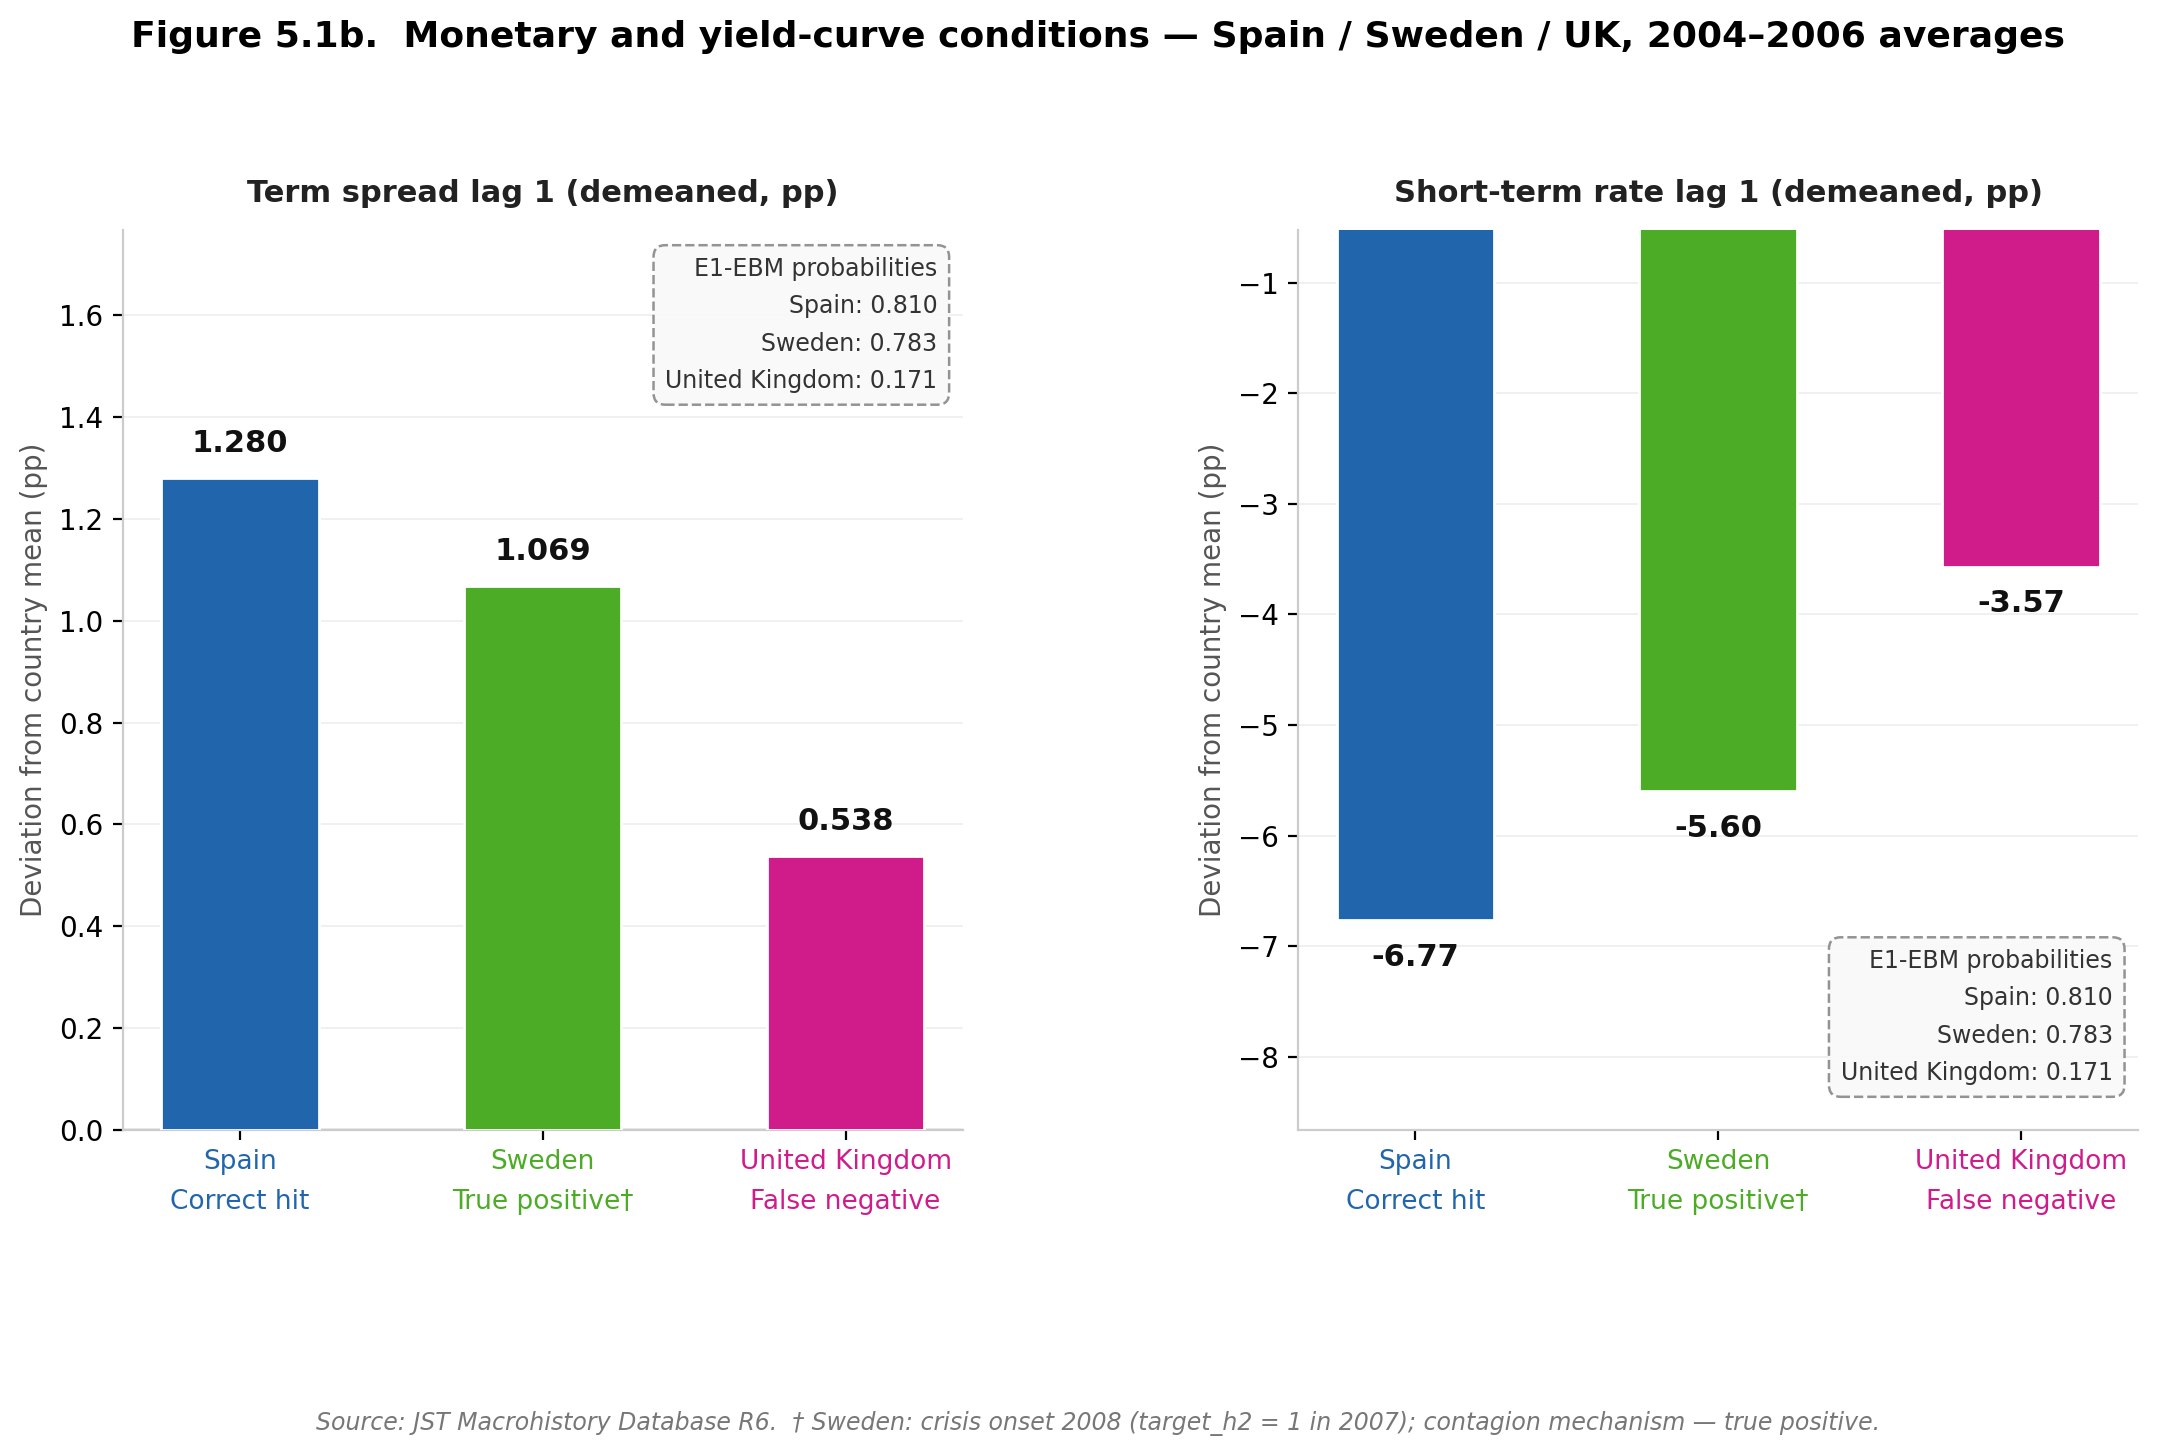 Figure 5.1b.  Monetary and yield-curve conditions — Spain / Sweden / UK, 2004–2006 averages
Term spread lag 1 (demeaned, pp)
Deviation from country mean (pp)
1.6
1.4
1.2
1.0
0.8
0.6
0.4
0.2
0.0
E1-EBM probabilities
Spain: 0.810
Sweden: 0.783
United Kingdom: 0.171
1.280
1.069
0.538
Spain
Correct hit
Sweden
True positive†
United Kingdom
False negative
Short-term rate lag 1 (demeaned, pp)
Deviation from country mean (pp)
−1
−2
−3
−4
−5
−6
−7
−8
-6.77
-5.60
-3.57
E1-EBM probabilities
Spain: 0.810
Sweden: 0.783
United Kingdom: 0.171
Spain
Correct hit
Sweden
True positive†
United Kingdom
False negative
Source: JST Macrohistory Database R6.  † Sweden: crisis onset 2008 (target_h2 = 1 in 2007); contagion mechanism — true positive.